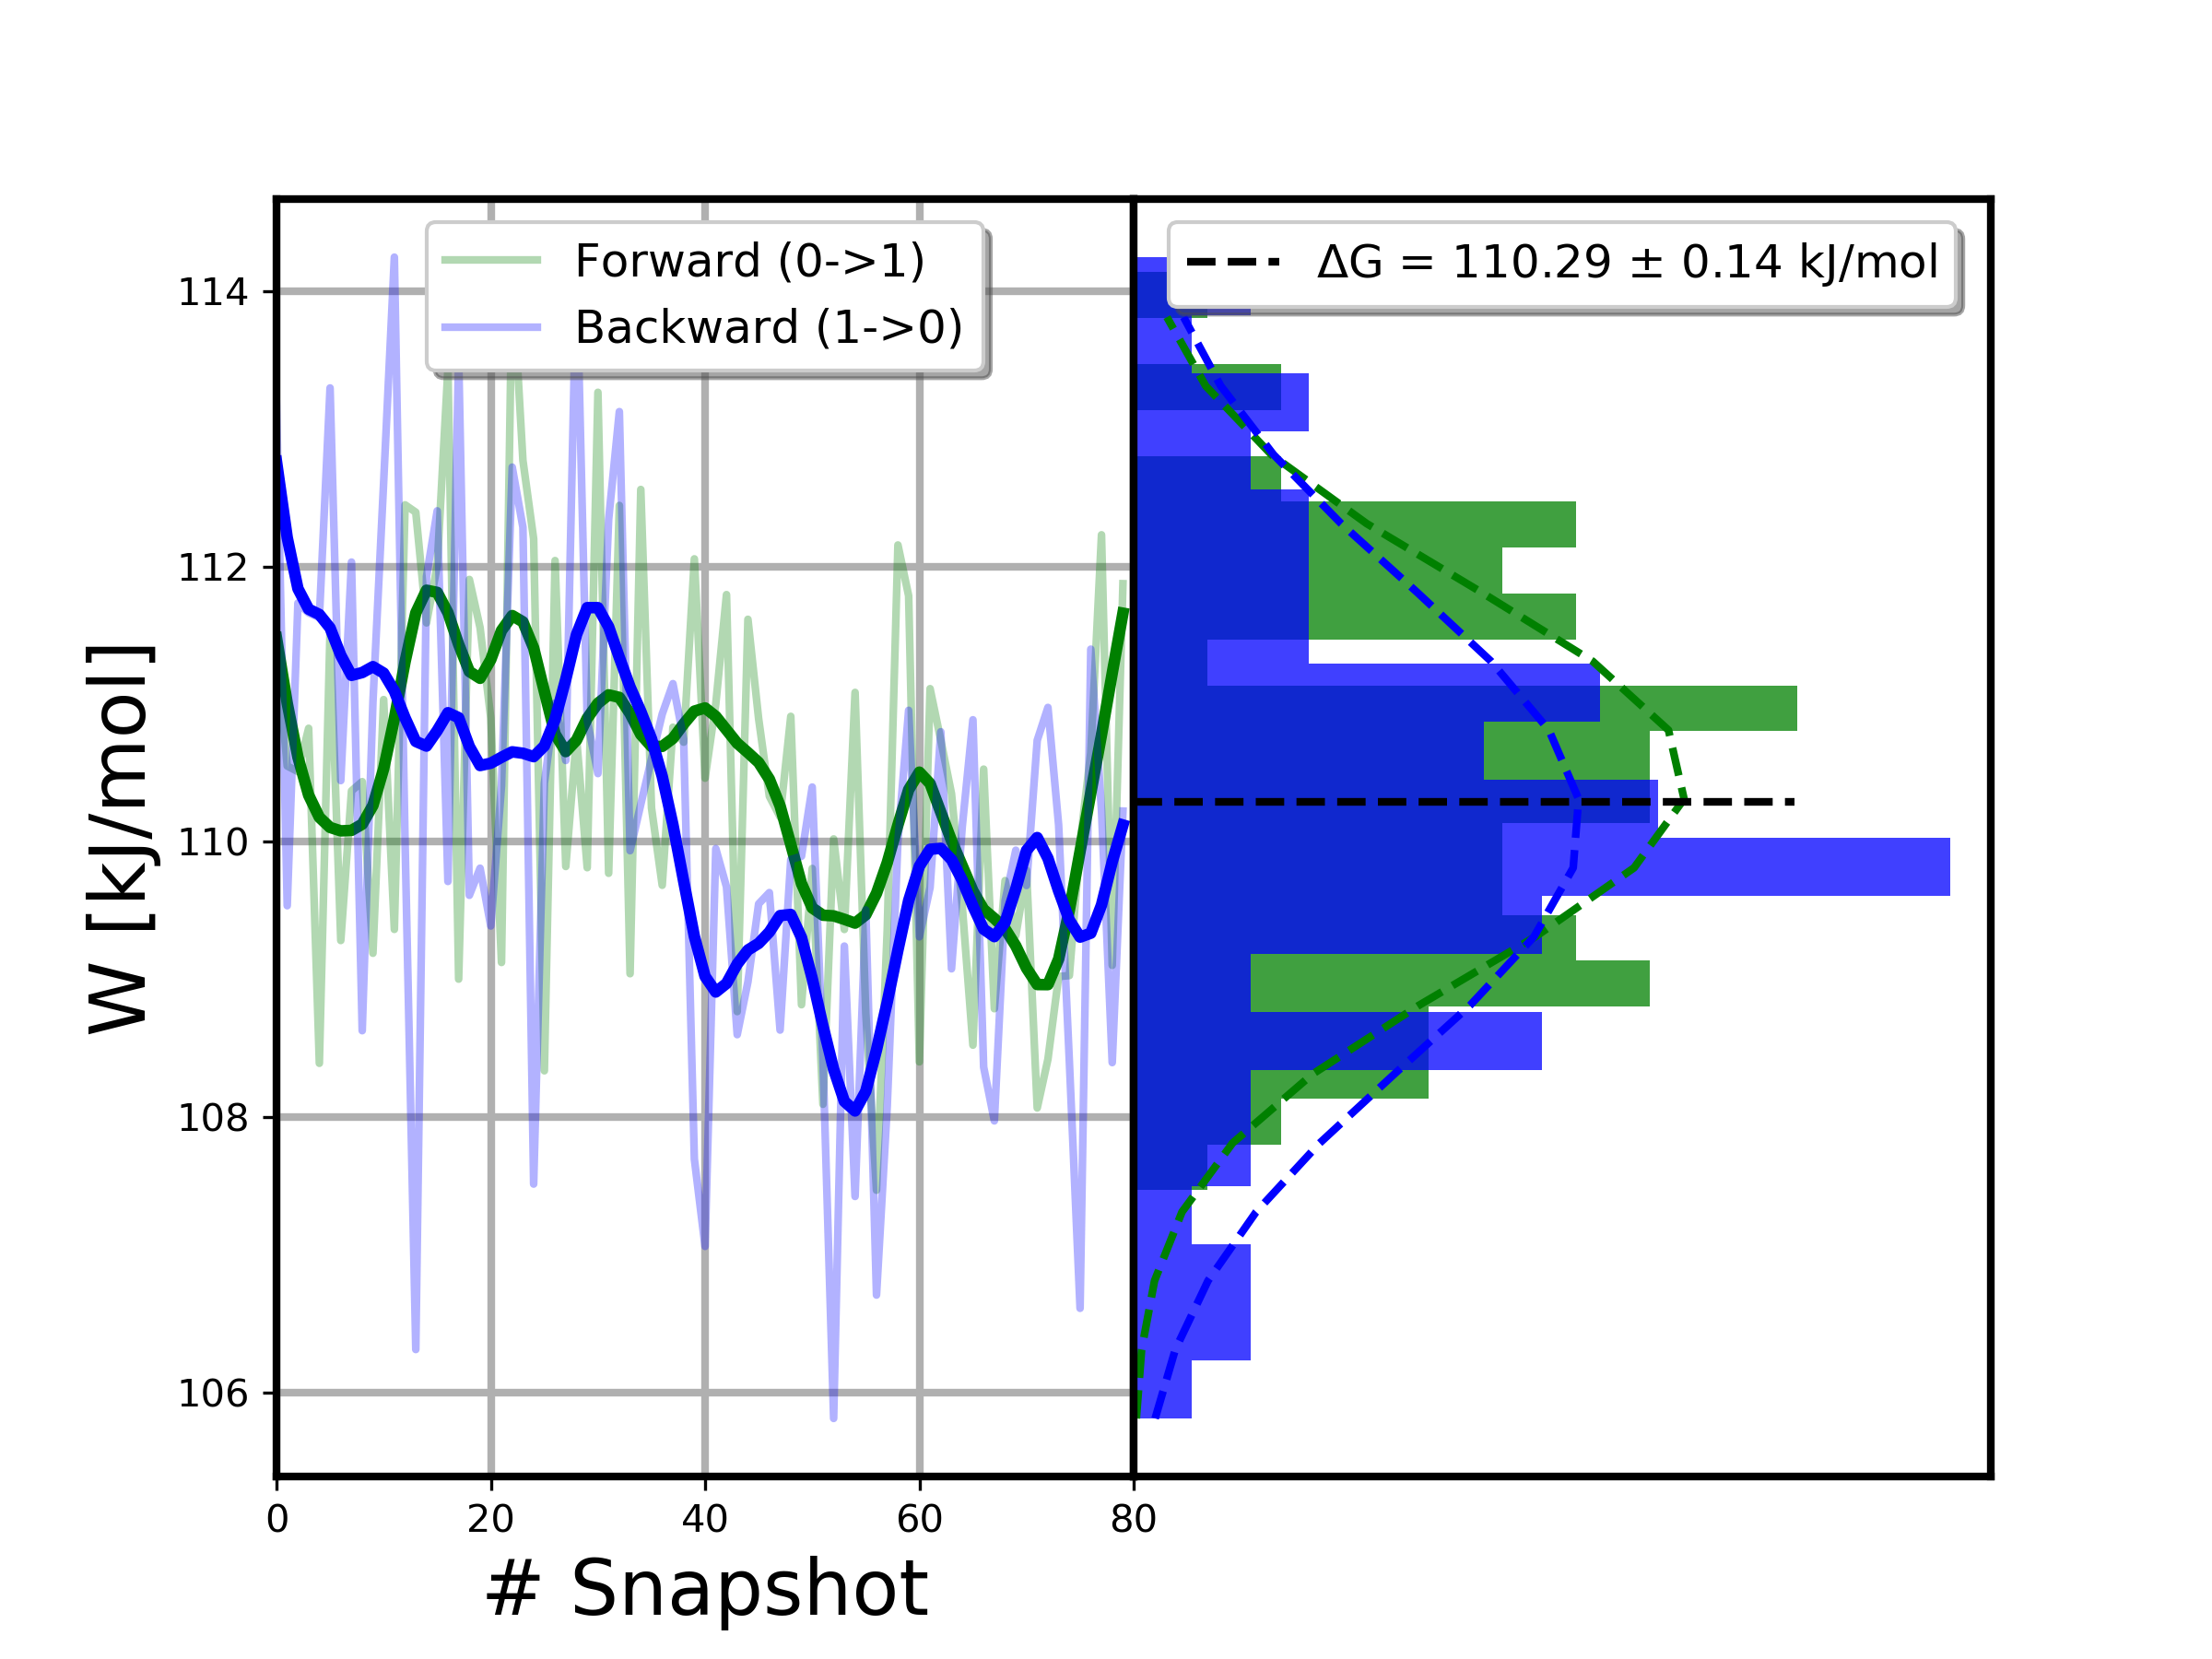 Forward (0->1)
Backward (1->0)
ΔG = 110.29 ± 0.14 kJ/mol
W [kJ/mol]
114
112
110
108
106
0 20 40 60 80
# Snapshot